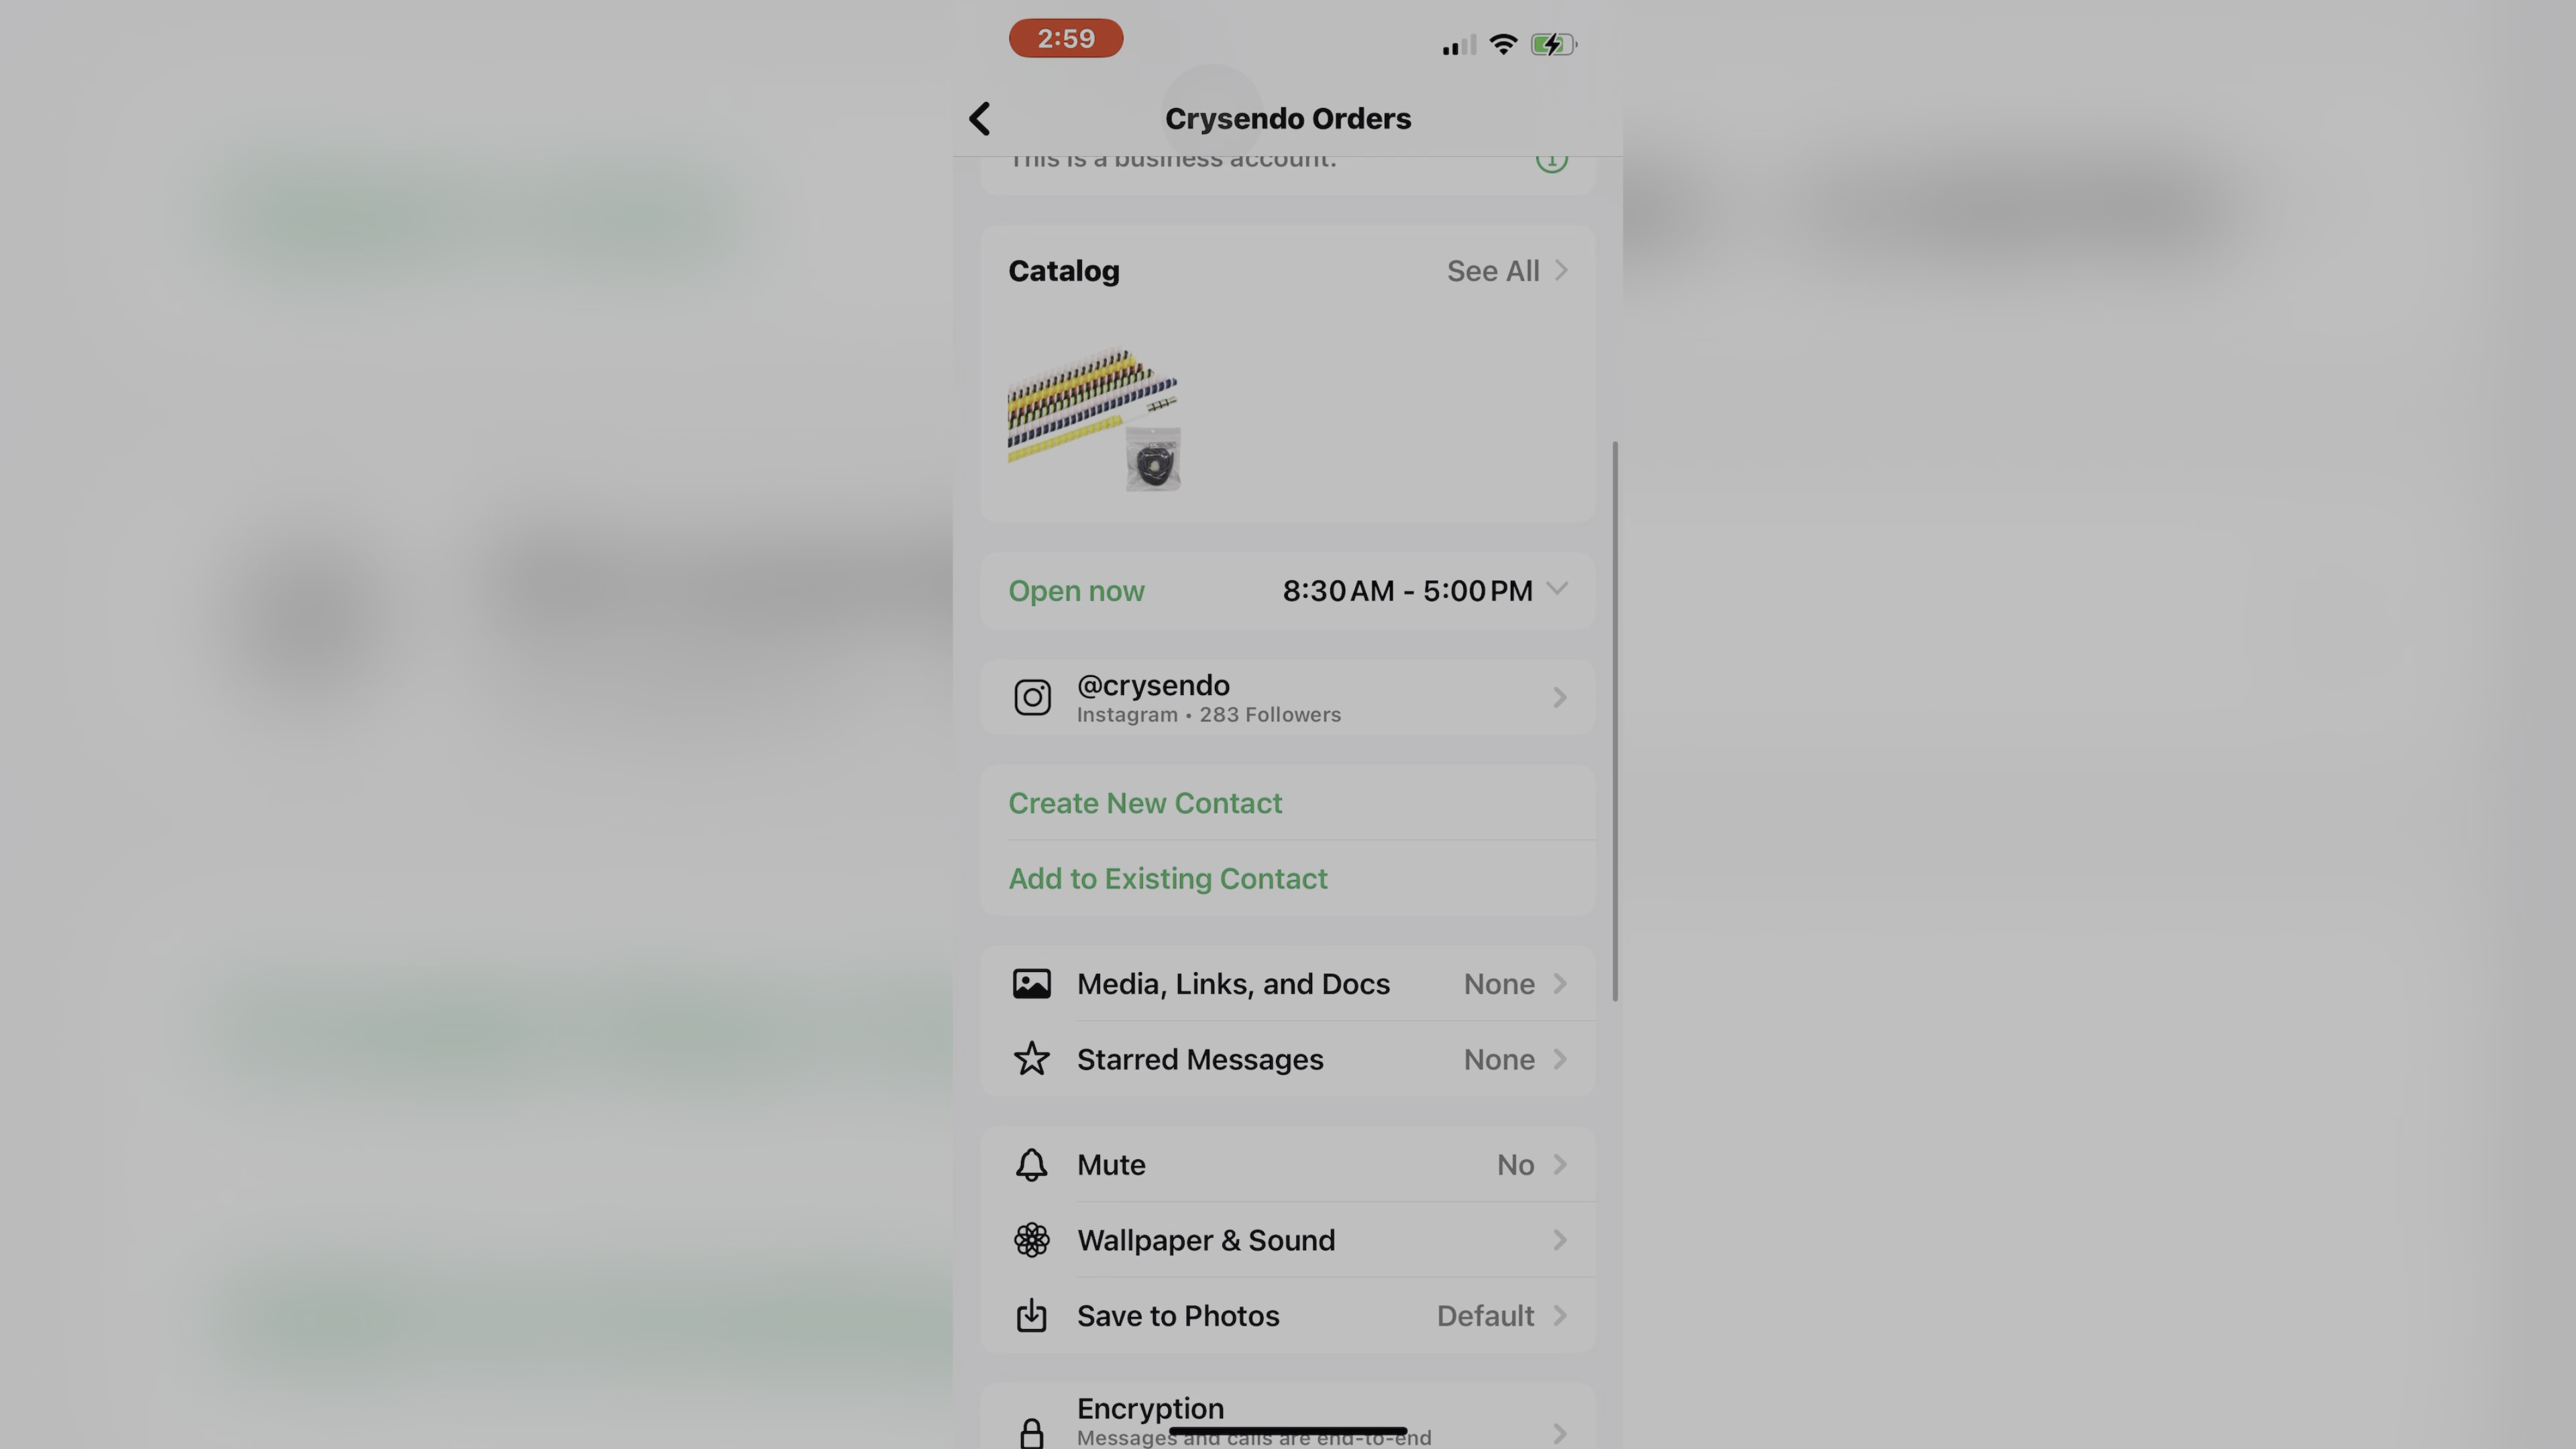 2:59
Crysendo Orders
This is a business account.
Catalog
See All
Open now
8:30 AM - 5:00 PM
@crysendo
Instagram • 283 Followers
Create New Contact
Add to Existing Contact
Media, Links, and Docs
None
Starred Messages
None
Mute
No
Wallpaper & Sound
Save to Photos
Default
Encryption
Messages and calls are end-to-end